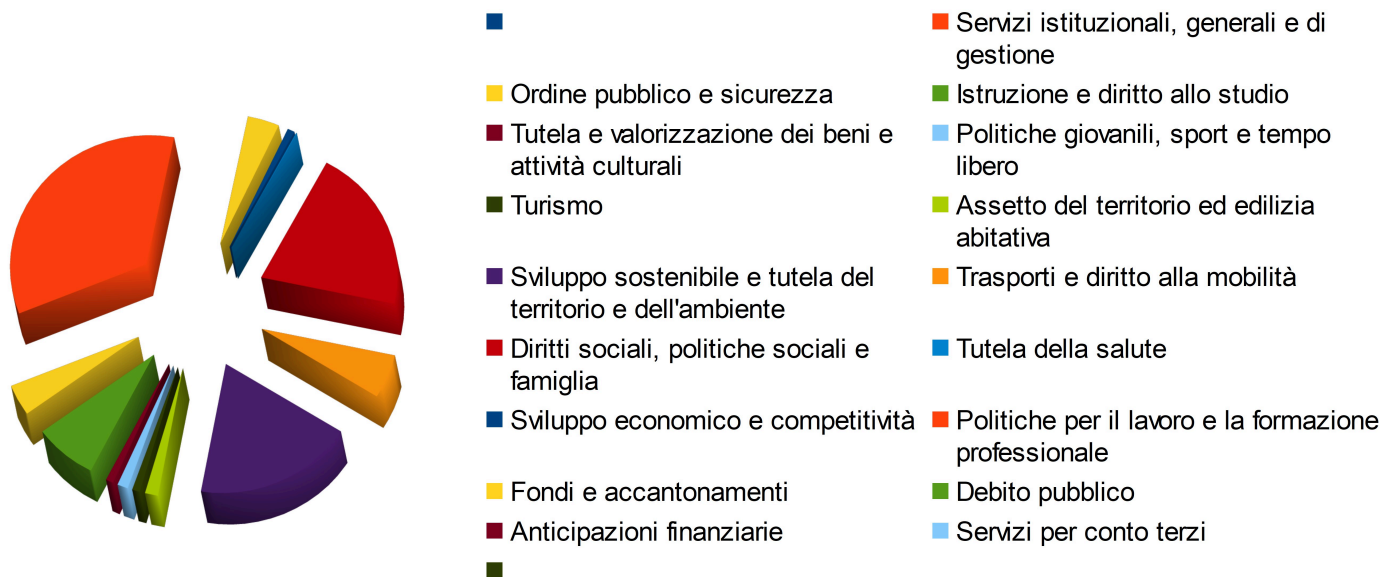 Servizi istituzionali, generali e di
gestione
Ordine pubblico e sicurezza
Istruzione e diritto allo studio
Tutela e valorizzazione dei beni e
attività culturali
Politiche giovanili, sport e tempo
libero
Turismo
Assetto del territorio ed edilizia
abitativa
Sviluppo sostenibile e tutela del
territorio e dell'ambiente
Trasporti e diritto alla mobilità
Diritti sociali, politiche sociali e
famiglia
Tutela della salute
Sviluppo economico e competitività
Politiche per il lavoro e la formazione
professionale
Fondi e accantonamenti
Debito pubblico
Anticipazioni finanziarie
Servizi per conto terzi